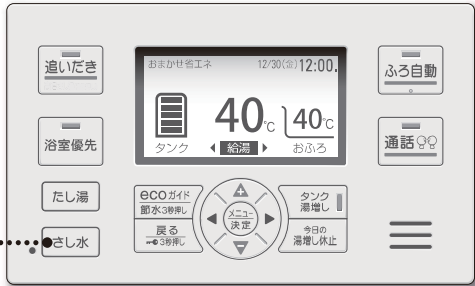 追いだき
おまかせ省エネ 12/30(金)12:00
ふろ自動
40℃ 40℃
タンク 給湯 おふろ
浴室優先
通話
たし湯
ecoガイド
節水3秒押し
タンク
湯増し
メニュー
決定
さし水
戻る
3秒押し
今日の
湯増し休止